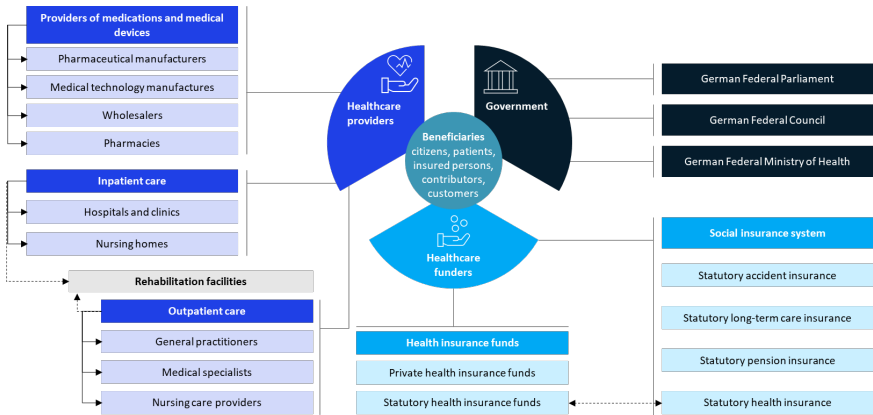 Providers of medications and medical
devices
Pharmaceutical manufacturers
Medical technology manufactures
Wholesalers
Pharmacies
Inpatient care
Hospitals and clinics
Nursing homes
Rehabilitation facilities
Outpatient care
General practitioners
Medical specialists
Nursing care providers
Healthcare
providers
Government
Beneficiaries
citizens, patients,
insured persons,
contributors,
customers
Healthcare
funders
Health insurance funds
Private health insurance funds
Statutory health insurance funds
German Federal Parliament
German Federal Council
German Federal Ministry of Health
Social insurance system
Statutory accident insurance
Statutory long-term care insurance
Statutory pension insurance
Statutory health insurance